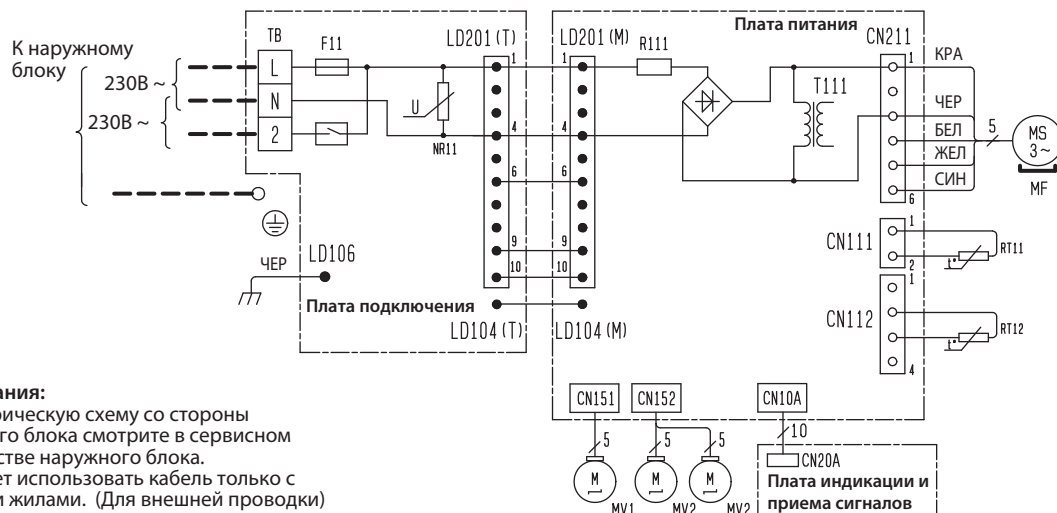 Плата питания
К наружному
блоку
TB
F11
LD201 (T)
LD201 (M)
R111
CN211
L
N
2
230В ~
230В ~
U
NR11
1
4
6
9
10
1
4
6
9
10
T111
1
6
КРА
ЧЕР
БЕЛ
ЖЕЛ
СИН
5
MS
3~
MF
ЧЕР
LD106
Плата подключения
LD104 (T)
LD104 (M)
CN111
1
2
t°
RT11
CN112
1
4
t°
RT12
CN151
CN152
CN10A
5
5
5
10
M
M
M
MV1
MV2
MV2
CN20A
Плата индикации и
приема сигналов
ания:
рическую схему со стороны
го блока смотрите в сервисном
стве наружного блока.
ет использовать кабель только с
и жилами. (Для внешней проводки)